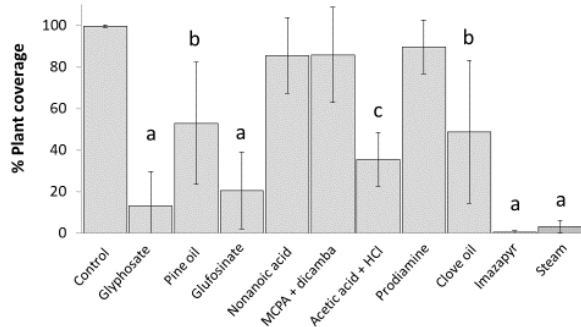 % Plant coverage
100
80
60
40
20
0
a
b
a
c
b
a
a
Control
Glyphosate
Pine oil
Glufosinate
Nonanoic acid
MCPA + dicamba
Acetic acid + HCl
Prodiamine
Clove oil
Imazapyr
Steam